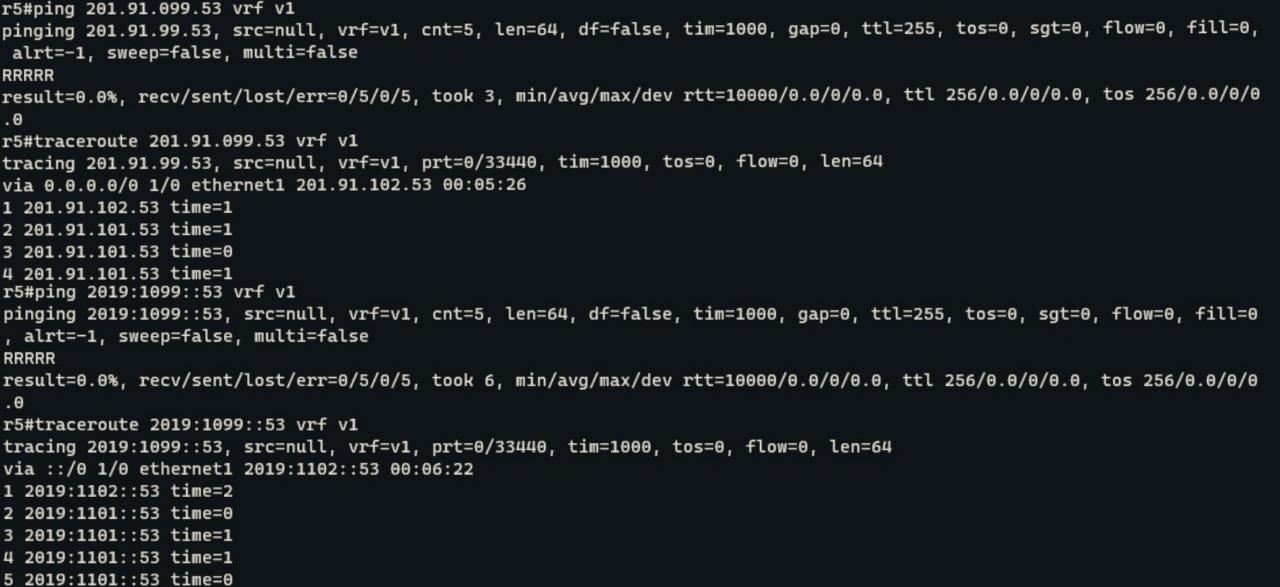 r5#ping 201.91.099.53 vrf v1
pinging 201.91.99.53, src=null, vrf=v1, cnt=5, len=64, df=false, tim=1000, gap=0, ttl=255, tos=0, sgt=0, flow=0, fill=0,
 alrt=-1, sweep=false, multi=false
RRRRR
result=0.0%, recv/sent/lost/err=0/5/0/5, took 3, min/avg/max/dev rtt=10000/0.0/0/0.0, ttl 256/0.0/0/0.0, tos 256/0.0/0/0
.0
r5#traceroute 201.91.099.53 vrf v1
tracing 201.91.99.53, src=null, vrf=v1, prt=0/33440, tim=1000, tos=0, flow=0, len=64
via 0.0.0.0/0 1/0 ethernet1 201.91.102.53 00:05:26
1 201.91.102.53 time=1
2 201.91.101.53 time=1
3 201.91.101.53 time=0
4 201.91.101.53 time=1
r5#ping 2019:1099::53 vrf v1
pinging 2019:1099::53, src=null, vrf=v1, cnt=5, len=64, df=false, tim=1000, gap=0, ttl=255, tos=0, sgt=0, flow=0, fill=0
, alrt=-1, sweep=false, multi=false
RRRRR
result=0.0%, recv/sent/lost/err=0/5/0/5, took 6, min/avg/max/dev rtt=10000/0.0/0/0.0, ttl 256/0.0/0/0.0, tos 256/0.0/0/0
.0
r5#traceroute 2019:1099::53 vrf v1
tracing 2019:1099::53, src=null, vrf=v1, prt=0/33440, tim=1000, tos=0, flow=0, len=64
via ::/0 1/0 ethernet1 2019:1102::53 00:06:22
1 2019:1102::53 time=2
2 2019:1101::53 time=0
3 2019:1101::53 time=1
4 2019:1101::53 time=1
5 2019:1101::53 time=0